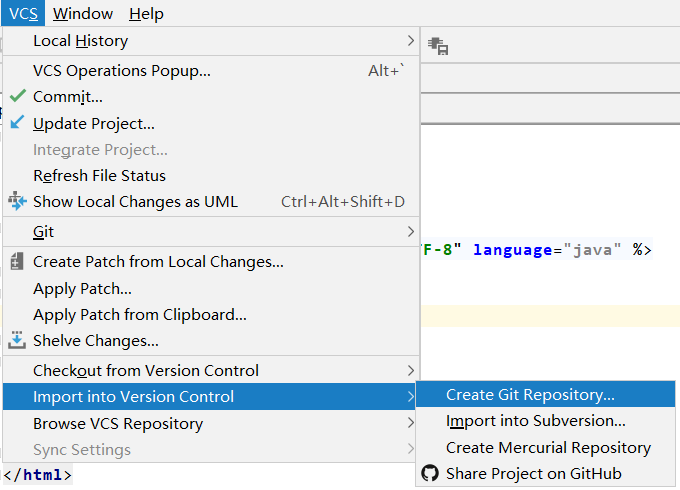 VCS Window Help
Local History
VCS Operations Popup... Alt+`
Commit...
Update Project...
Integrate Project...
Refresh File Status
Show Local Changes as UML Ctrl+Alt+Shift+D
Git
F-8" language="java" %>
Create Patch from Local Changes...
Apply Patch...
Apply Patch from Clipboard...
Shelve Changes...
Checkout from Version Control
Import into Version Control
Create Git Repository...
Browse VCS Repository
Import into Subversion...
Sync Settings
Create Mercurial Repository
</html>
Share Project on GitHub